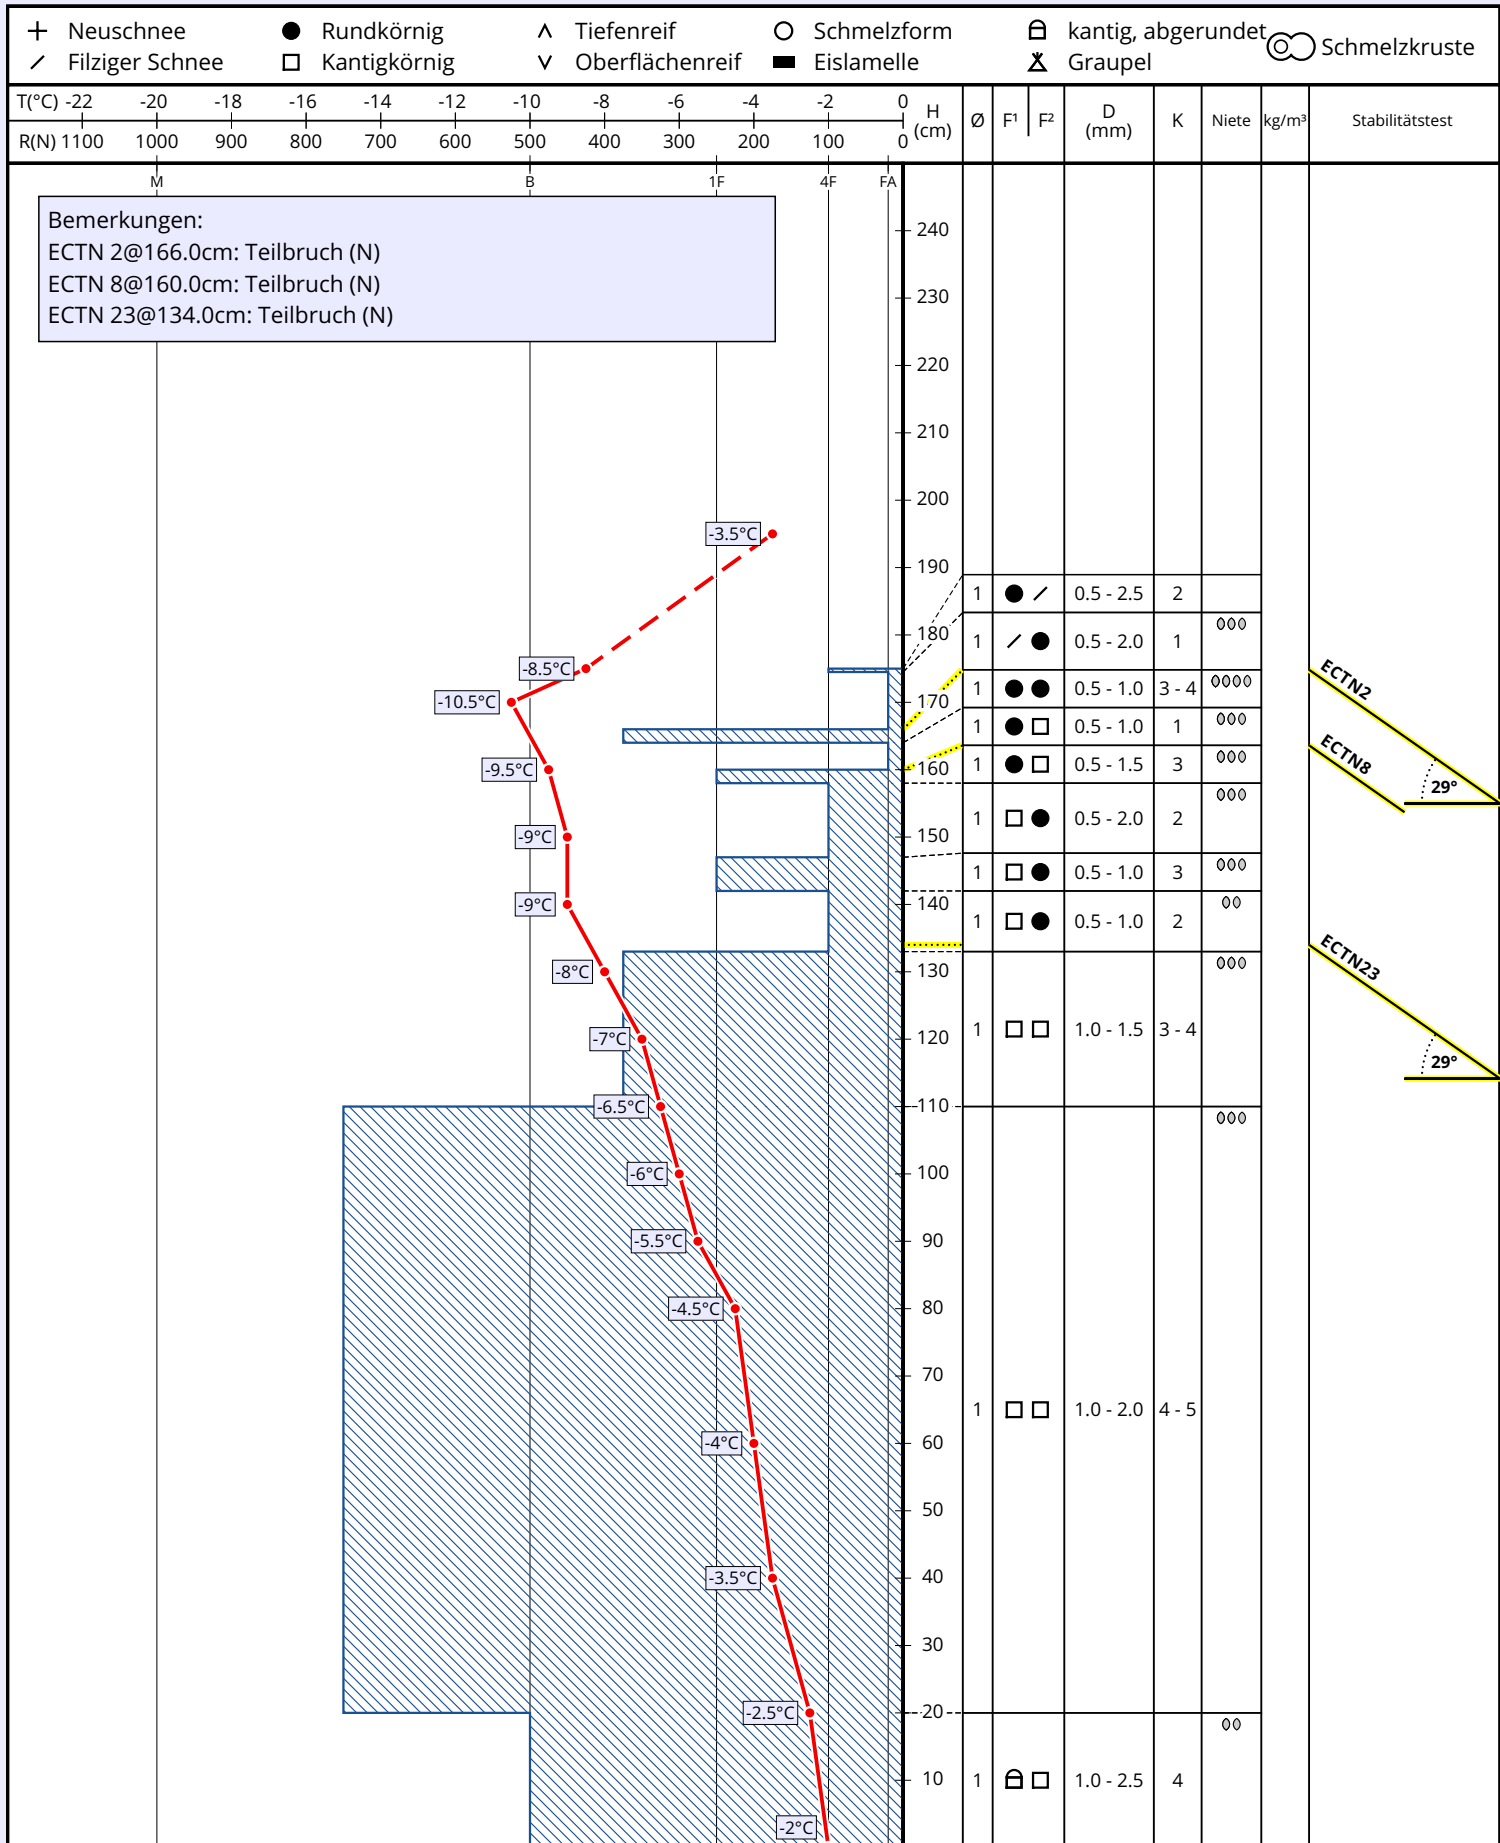 Neuschnee Rundkörnig Tiefenreif Schmelzform kantig, abgerundet Schmelzkruste
Filziger Schnee Kantigkörnig Oberflächenreif Eislamelle Graupel
T(°C) -22 -20 -18 -16 -14 -12 -10 -8 -6 -4 -2 0
R(N) 1100 1000 900 800 700 600 500 400 300 200 100 0
H (cm) Ø F¹ F² D (mm) K Niete kg/m³ Stabilitätstest
M B 1F 4F FA
Bemerkungen:
ECTN 2@166.0cm: Teilbruch (N)
ECTN 8@160.0cm: Teilbruch (N)
ECTN 23@134.0cm: Teilbruch (N)
240
230
220
210
200
-3.5°C
190
1 0.5 - 2.5 2
180
1 0.5 - 2.0 1
-8.5°C
ECTN2
-10.5°C 170 1 0.5 - 1.0 3 - 4
1 0.5 - 1.0 1
ECTN8
-9.5°C 160 1 0.5 - 1.5 3
29°
1 0.5 - 2.0 2
-9°C 150
1 0.5 - 1.0 3
-9°C 140
1 0.5 - 1.0 2
ECTN23
-8°C 130
1 1.0 - 1.5 3 - 4
-7°C 120
29°
-6.5°C 110
-6°C 100
-5.5°C 90
-4.5°C 80
70
1 1.0 - 2.0 4 - 5
-4°C 60
50
-3.5°C 40
30
-2.5°C 20
10 1 1.0 - 2.5 4
-2°C